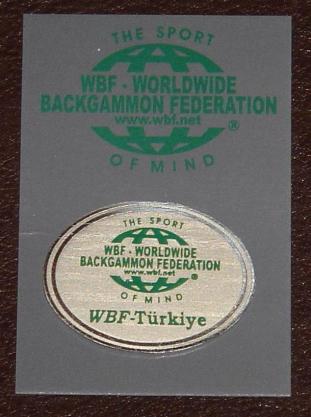 THE SPORT
WBF - WORLDWIDE
BACKGAMMON FEDERATION
www.wbf.net
®
OF MIND
THE SPORT
WBF - WORLDWIDE
BACKGAMMON FEDERATION
www.wbf.net
®
OF MIND
WBF-Türkiye